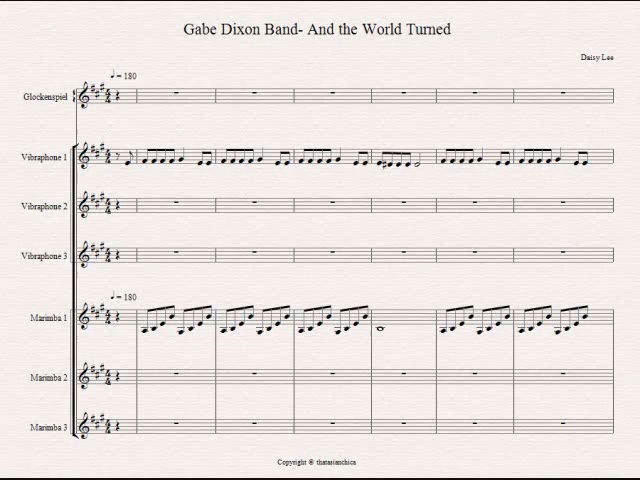 Gabe Dixon Band- And the World Turned
Daisy Lee
♩= 180
Glockenspiel
Vibraphone 1
Vibraphone 2
Vibraphone 3
♩= 180
Marimba 1
Marimba 2
Marimba 3
Copyright ® thatasianchica